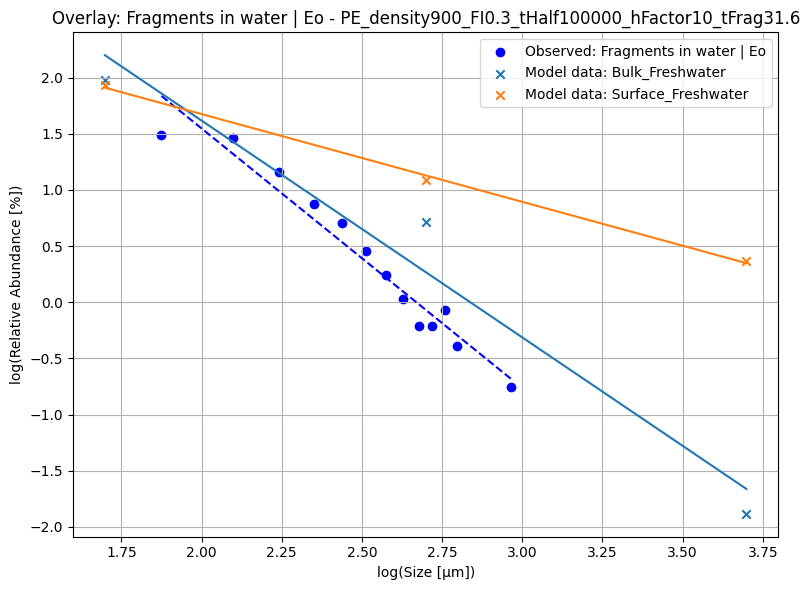 Overlay: Fragments in water | Eo - PE_density900_FI0.3_tHalf100000_hFactor10_tFrag31.6
Observed: Fragments in water | Eo
Model data: Bulk_Freshwater
Model data: Surface_Freshwater
log(Relative Abundance [%])
2.0
1.5
1.0
0.5
0.0
−0.5
−1.0
−1.5
−2.0
1.75 2.00 2.25 2.50 2.75 3.00 3.25 3.50 3.75
log(Size [µm])